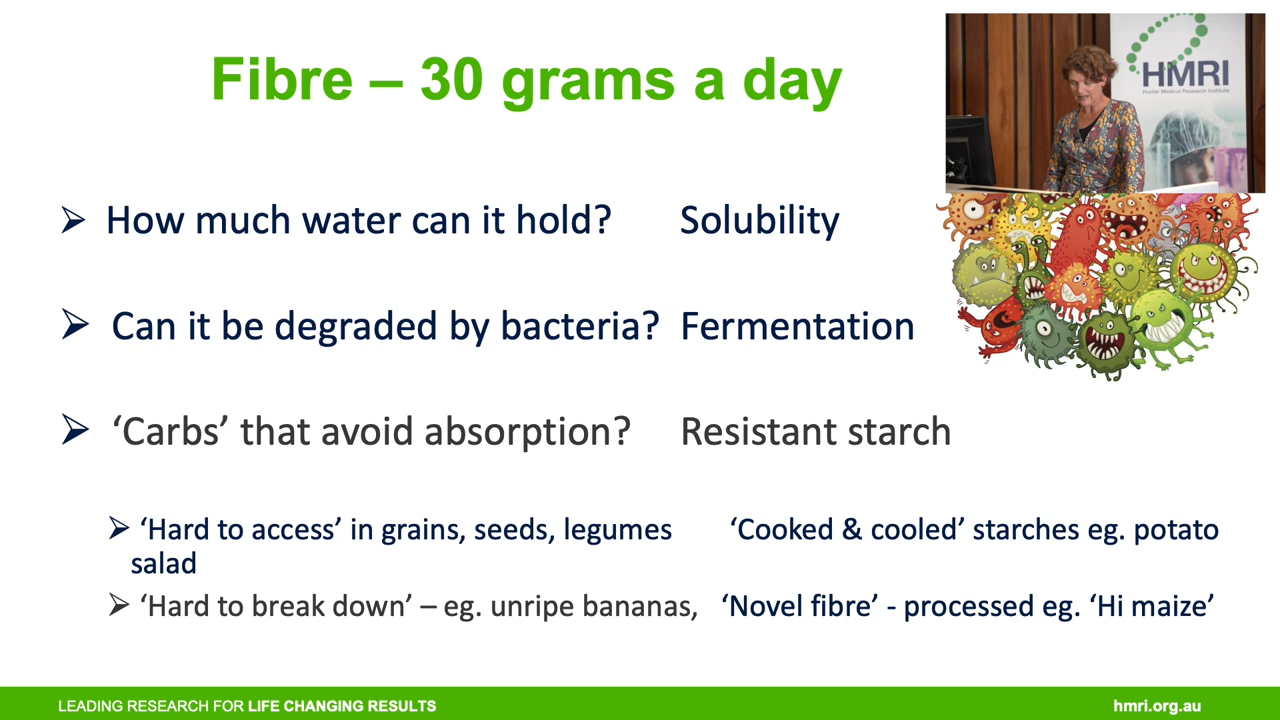 Fibre – 30 grams a day
HMRI
Hunter Medical Research Institute
➢ How much water can it hold? Solubility
➢ Can it be degraded by bacteria? Fermentation
➢ ‘Carbs’ that avoid absorption? Resistant starch
➢ ‘Hard to access’ in grains, seeds, legumes ‘Cooked & cooled’ starches eg. potato
salad
➢ ‘Hard to break down’ – eg. unripe bananas, ‘Novel fibre’ - processed eg. ‘Hi maize’
LEADING RESEARCH FOR LIFE CHANGING RESULTS hmri.org.au